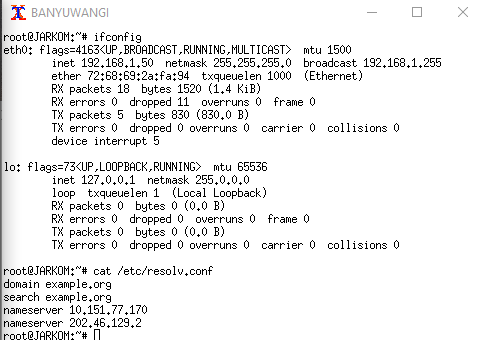 BANYUWANGI
root@JARKOM:~# ifconfig
eth0: flags=4163<UP,BROADCAST,RUNNING,MULTICAST>  mtu 1500
        inet 192.168.1.50  netmask 255.255.255.0  broadcast 192.168.1.255
        ether 72:68:69:2a:fa:94  txqueuelen 1000  (Ethernet)
        RX packets 18  bytes 1520 (1.4 KiB)
        RX errors 0  dropped 11  overruns 0  frame 0
        TX packets 5  bytes 830 (830.0 B)
        TX errors 0  dropped 0 overruns 0  carrier 0  collisions 0
        device interrupt 5
lo: flags=73<UP,LOOPBACK,RUNNING>  mtu 65536
        inet 127.0.0.1  netmask 255.0.0.0
        loop  txqueuelen 1  (Local Loopback)
        RX packets 0  bytes 0 (0.0 B)
        RX errors 0  dropped 0  overruns 0  frame 0
        TX packets 0  bytes 0 (0.0 B)
        TX errors 0  dropped 0 overruns 0  carrier 0  collisions 0
root@JARKOM:~# cat /etc/resolv.conf
domain example.org
search example.org
nameserver 10.151.77.170
nameserver 202.46.129.2
root@JARKOM:~#